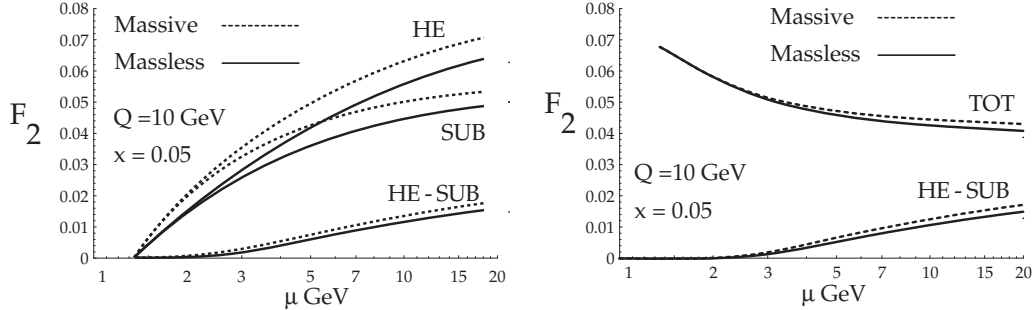 0.08
0.07
0.06
0.05
0.04
0.03
0.02
0.01
0
F2
Massive
Massless
Q =10 GeV
x = 0.05
HE
SUB
HE - SUB
1 2 3 5 7 10 15 20
μ GeV
0.08
0.07
0.06
0.05
0.04
0.03
0.02
0.01
0
F2
Massive
Massless
TOT
Q =10 GeV
x = 0.05
HE - SUB
1 2 3 5 7 10 15 20
μ GeV